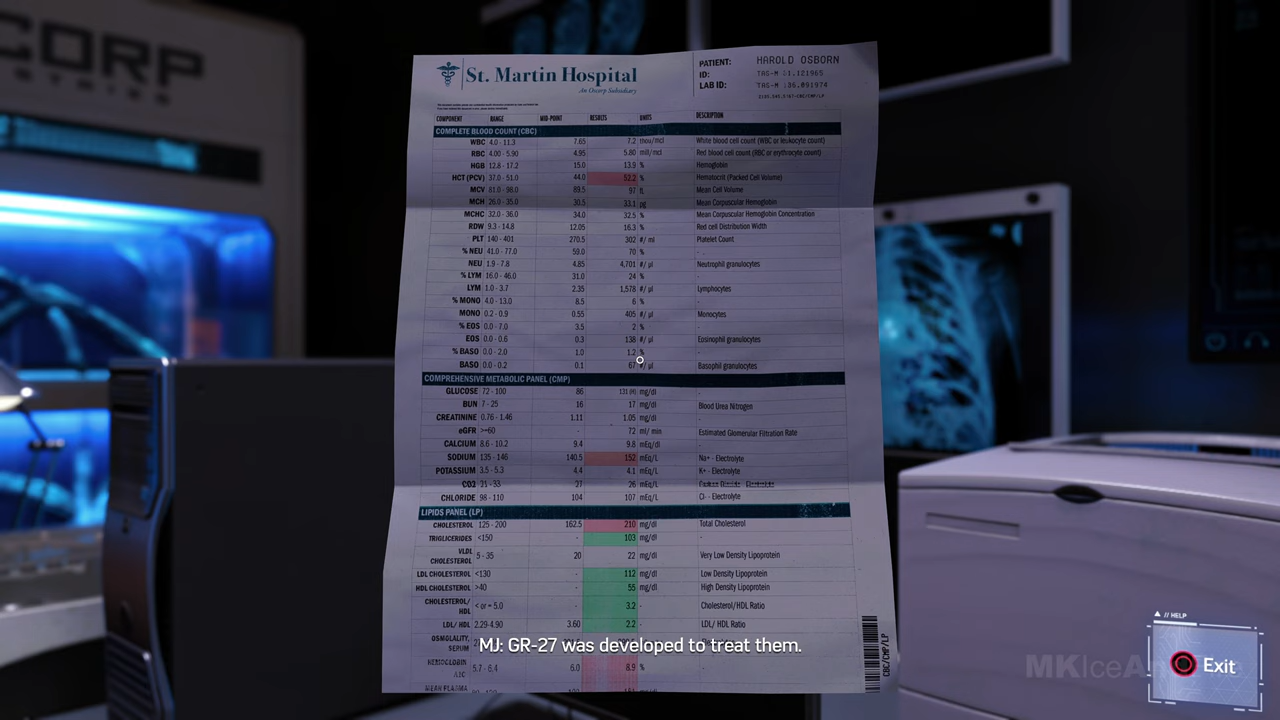 CORP
St. Martin Hospital
An Oscorp Subsidiary
PATIENT: HAROLD OSBORN
ID:
LAB ID:
COMPONENT RANGE MID-POINT RESULTS UNITS DESCRIPTION
COMPLETE BLOOD COUNT (CBC)
WBC 4.0 - 11.3 7.65 7.2 thou/mcl White blood cell count (WBC or leukocyte count)
RBC 4.00 - 5.90 4.95 5.80 mill/mcl Red blood cell count (RBC or erythrocyte count)
HGB 12.8 - 17.2 15.0 13.9 % Hemoglobin
HCT (PCV) 37.0 - 51.0 44.0 52.2 % Hematocrit (Packed Cell Volume)
MCV 81.0 - 98.0 89.5 97 fL Mean Cell Volume
MCH 26.0 - 35.0 30.5 33.1 pg Mean Corpuscular Hemoglobin
MCHC 32.0 - 36.0 34.0 32.5 % Mean Corpuscular Hemoglobin Concentration
RDW 9.3 - 14.8 12.05 16.3 % Red cell Distribution Width
PLT 140 - 401 270.5 302 #/ ml Platelet Count
% NEU 41.0 - 77.0 59.0 70 % -
NEU 1.9 - 7.8 4.85 4,701 #/ µl Neutrophil granulocytes
% LYM 16.0 - 46.0 31.0 24 % -
LYM 1.0 - 3.7 2.35 1,578 #/ µl Lymphocytes
% MONO 4.0 - 13.0 8.5 6 % -
MONO 0.2 - 0.9 0.55 405 #/ µl Monocytes
% EOS 0.0 - 7.0 3.5 2 % -
EOS 0.0 - 0.6 0.3 138 #/ µl Eosinophil granulocytes
% BASO 0.0 - 2.0 1.0 1.2 % -
BASO 0.0 - 0.2 0.1 67 #/ µl Basophil granulocytes
COMPREHENSIVE METABOLIC PANEL (CMP)
GLUCOSE 72 - 100 86 131 (H) mg/dl -
BUN 7 - 25 16 17 mg/dl Blood Urea Nitrogen
CREATININE 0.76 - 1.46 1.11 1.05 mg/dl -
eGFR >=60 - 72 ml/ min Estimated Glomerular Filtration Rate
CALCIUM 8.6 - 10.2 9.4 9.8 mEq/dl -
SODIUM 135 - 146 140.5 152 mEq/L Na+ - Electrolyte
POTASSIUM 3.5 - 5.3 4.4 4.1 mEq/L K+ - Electrolyte
CO2 21 - 33 27 26 mEq/L Carbon Dioxide - Electrolyte
CHLORIDE 98 - 110 104 107 mEq/L Cl- - Electrolyte
LIPIDS PANEL (LP)
CHOLESTEROL 125 - 200 162.5 210 mg/dl Total Cholesterol
TRIGLICERIDES <150 - 103 mg/dl -
VLDL CHOLESTEROL 5 - 35 20 22 mg/dl Very Low Density Lipoprotein
LDL CHOLESTEROL <130 - 112 mg/dl Low Density Lipoprotein
HDL CHOLESTEROL >40 - 55 mg/dl High Density Lipoprotein
CHOLESTEROL/ HDL < or = 5.0 - 3.2 - Cholesterol/HDL Ratio
LDL/ HDL 2.29-4.90 3.60 2.2 - LDL/ HDL Ratio
OSMOLALITY, SERUM
MJ: GR-27 was developed to treat them.
5.7 - 6.4 6.0 8.9 %
MEAN PLASMA
CBC/CMP/LP
// HELP
Exit